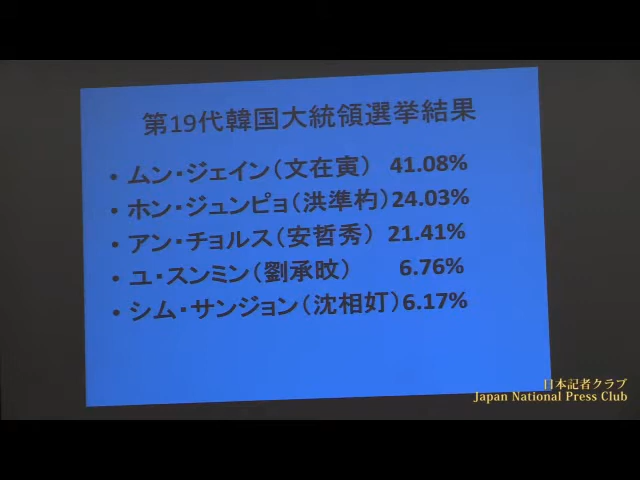 第19代韓国大統領選挙結果
• ムン・ジェイン（文在寅） 41.08%
• ホン・ジュンピョ（洪準杓）24.03%
• アン・チョルス（安哲秀） 21.41%
• ユ・スンミン（劉承旼） 6.76%
• シム・サンジョン（沈相奵）6.17%
日本記者クラブ
Japan National Press Club